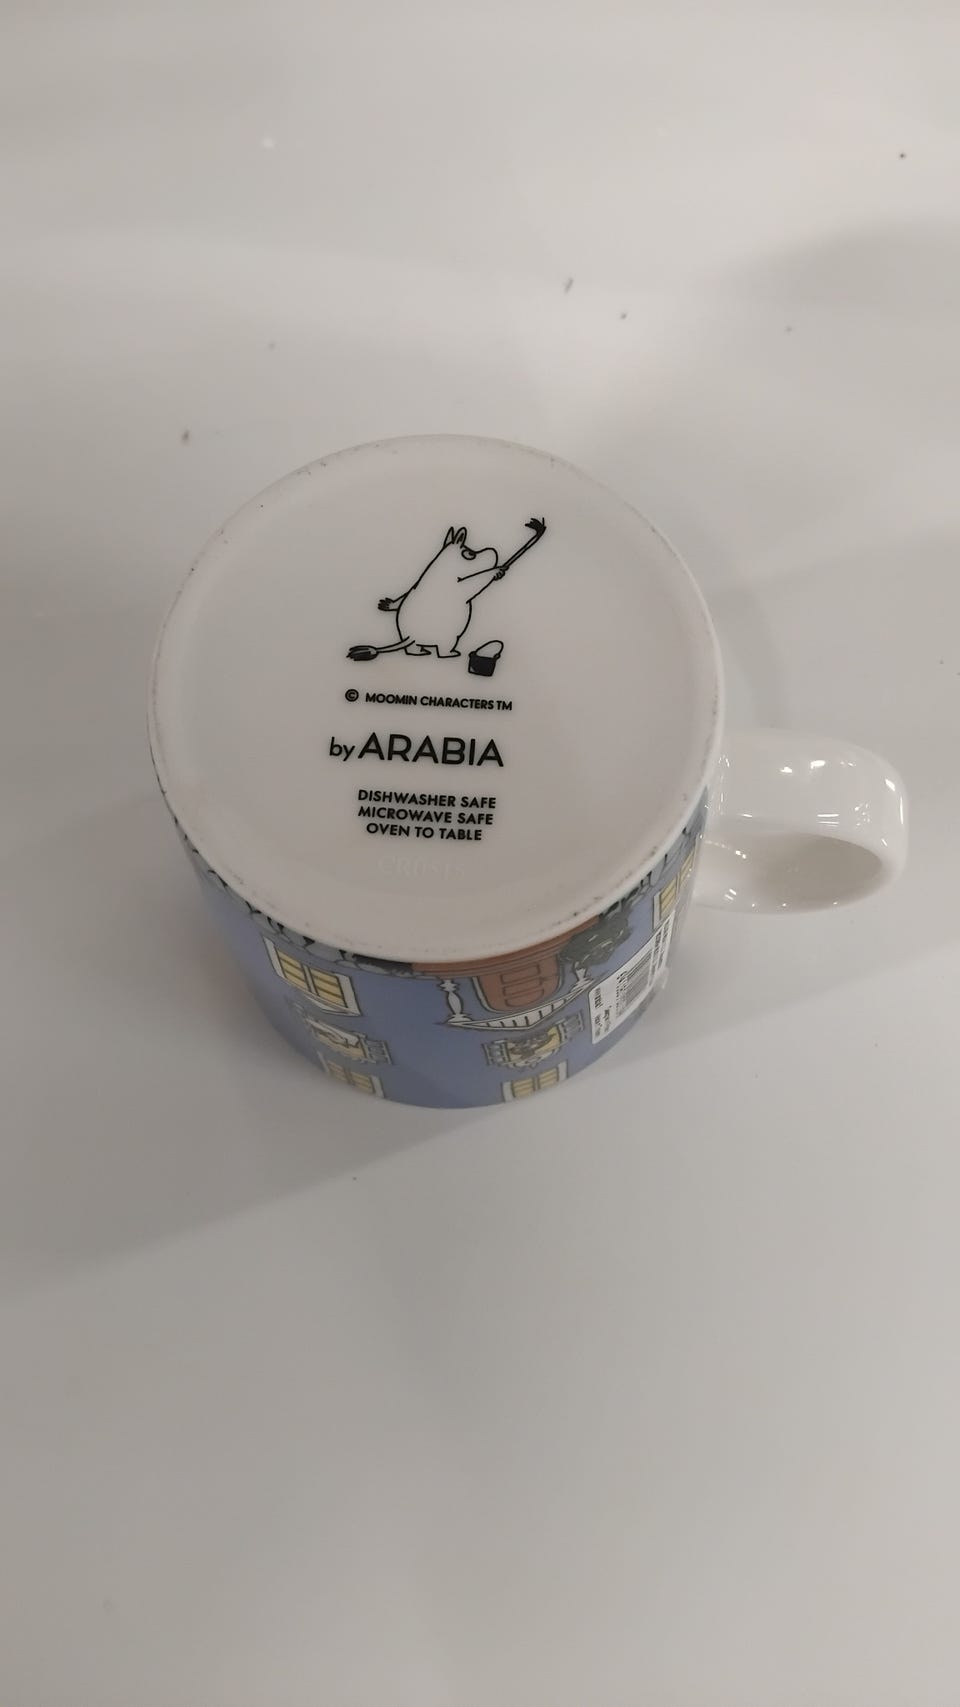 © MOOMIN CHARACTERS TM
by ARABIA
DISHWASHER SAFE
MICROWAVE SAFE
OVEN TO TABLE